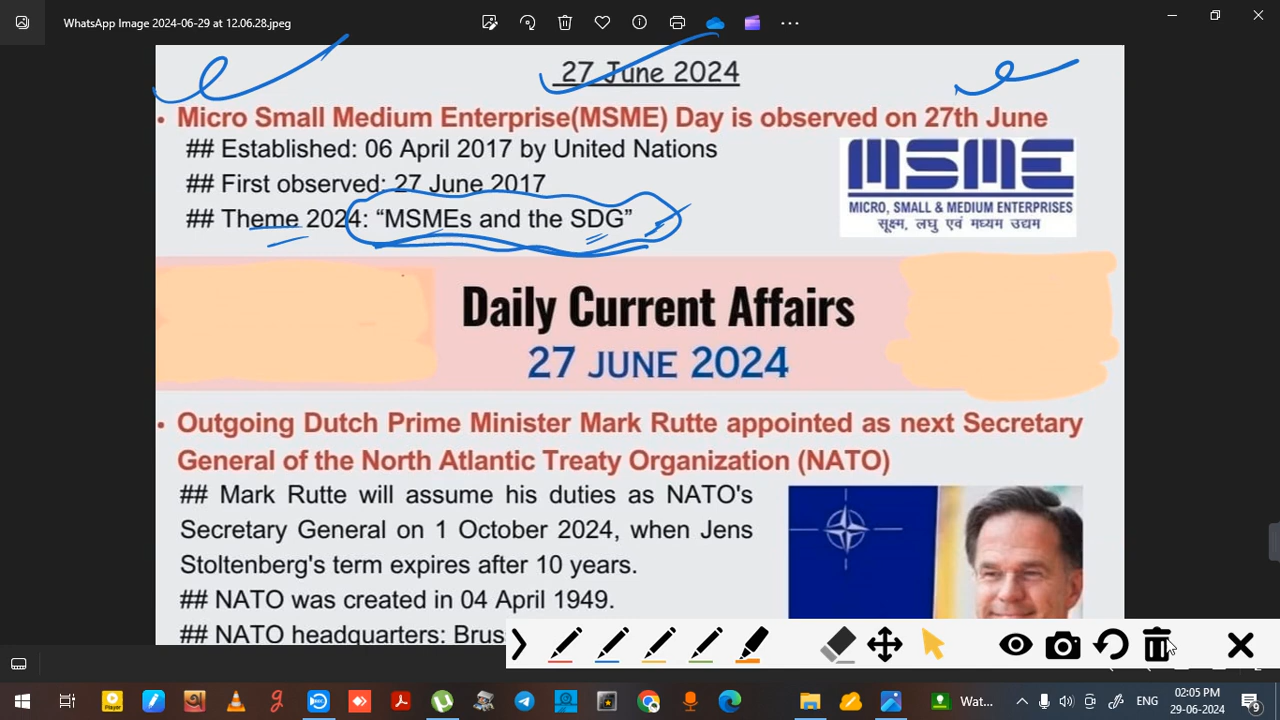 WhatsApp Image 2024-06-29 at 12.06.28.jpeg
27 June 2024
• Micro Small Medium Enterprise(MSME) Day is observed on 27th June
## Established: 06 April 2017 by United Nations
## First observed: 27 June 2017
## Theme 2024: “MSMEs and the SDG”
MSME
MICRO, SMALL & MEDIUM ENTERPRISES
सूक्ष्म, लघु एवं मध्यम उद्यम
Daily Current Affairs
27 JUNE 2024
• Outgoing Dutch Prime Minister Mark Rutte appointed as next Secretary
General of the North Atlantic Treaty Organization (NATO)
## Mark Rutte will assume his duties as NATO's
Secretary General on 1 October 2024, when Jens
Stoltenberg's term expires after 10 years.
## NATO was created in 04 April 1949.
## NATO headquarters: Brus
Player
Wat...
ENG
02:05 PM
29-06-2024
9